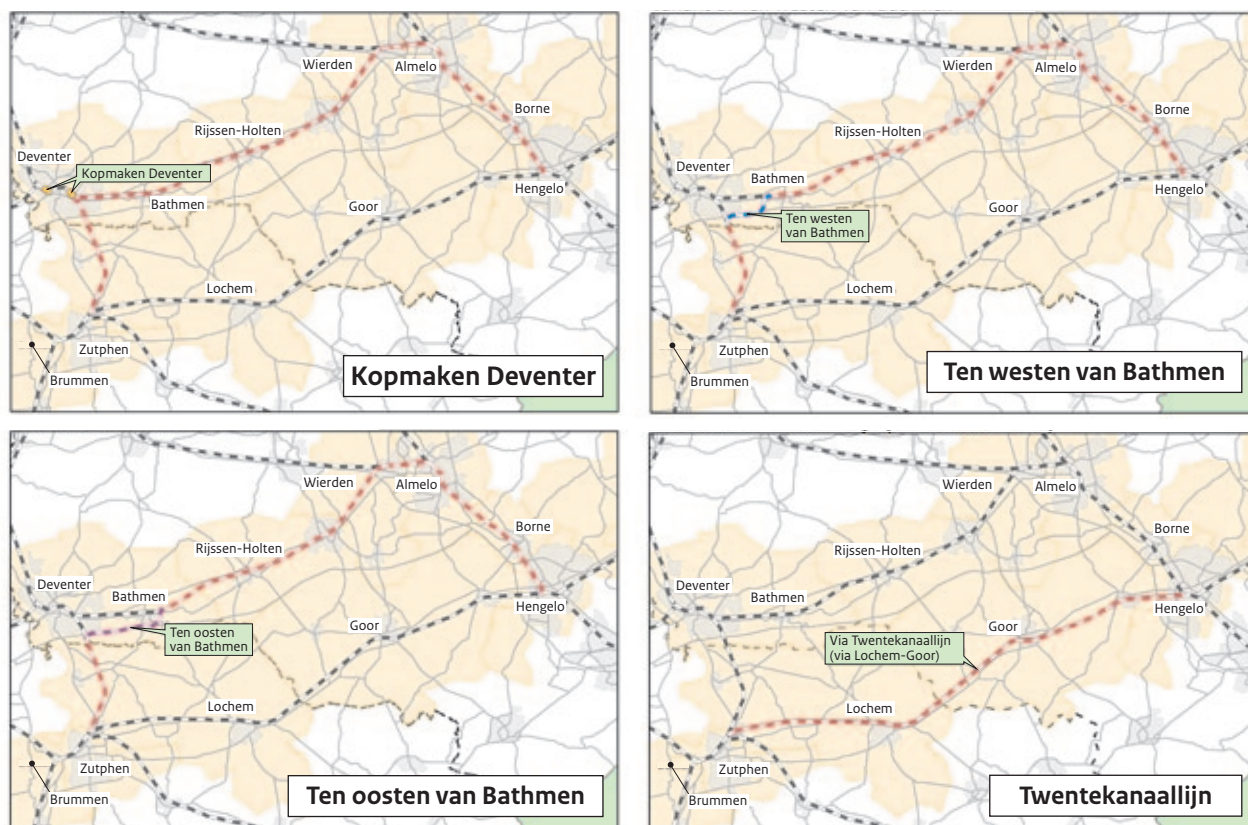 Wierden
Almelo
Borne
Rijssen-Holten
Deventer
Kopmaken Deventer
Bathmen
Hengelo
Goor
Lochem
Zutphen
Brummen
Kopmaken Deventer
Wierden
Almelo
Borne
Rijssen-Holten
Deventer
Bathmen
Hengelo
Goor
Ten westen
van Bathmen
Lochem
Zutphen
Brummen
Ten westen van Bathmen
Wierden
Almelo
Borne
Rijssen-Holten
Deventer
Bathmen
Hengelo
Goor
Ten oosten
van Bathmen
Lochem
Zutphen
Brummen
Ten oosten van Bathmen
Wierden
Almelo
Borne
Rijssen-Holten
Deventer
Bathmen
Hengelo
Goor
Via Twentekanaallijn
(via Lochem-Goor)
Lochem
Zutphen
Brummen
Twentekanaallijn